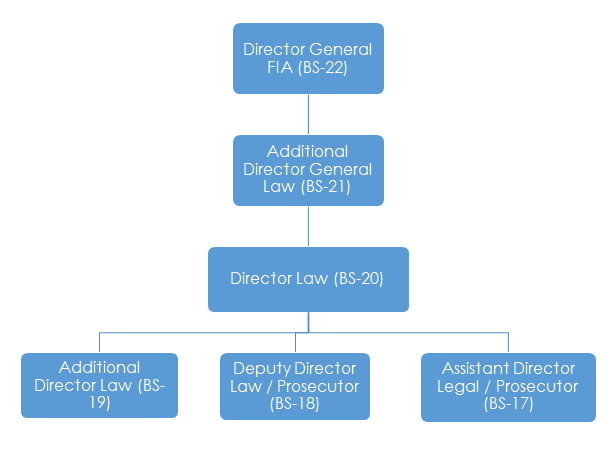 Director General
FIA (BS-22)
Additional
Director General
Law (BS-21)
Director Law (BS-20)
Additional
Director Law (BS-
19)
Deputy Director
Law / Prosecutor
(BS-18)
Assistant Director
Legal / Prosecutor
(BS-17)